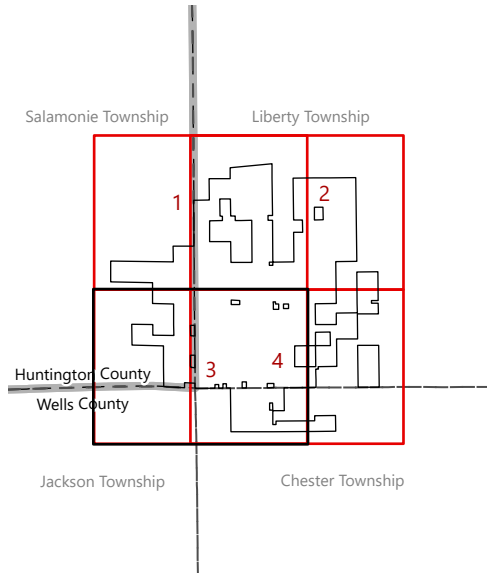 Salamonie Township
Liberty Township
1
2
3
4
Huntington County
Wells County
Jackson Township
Chester Township